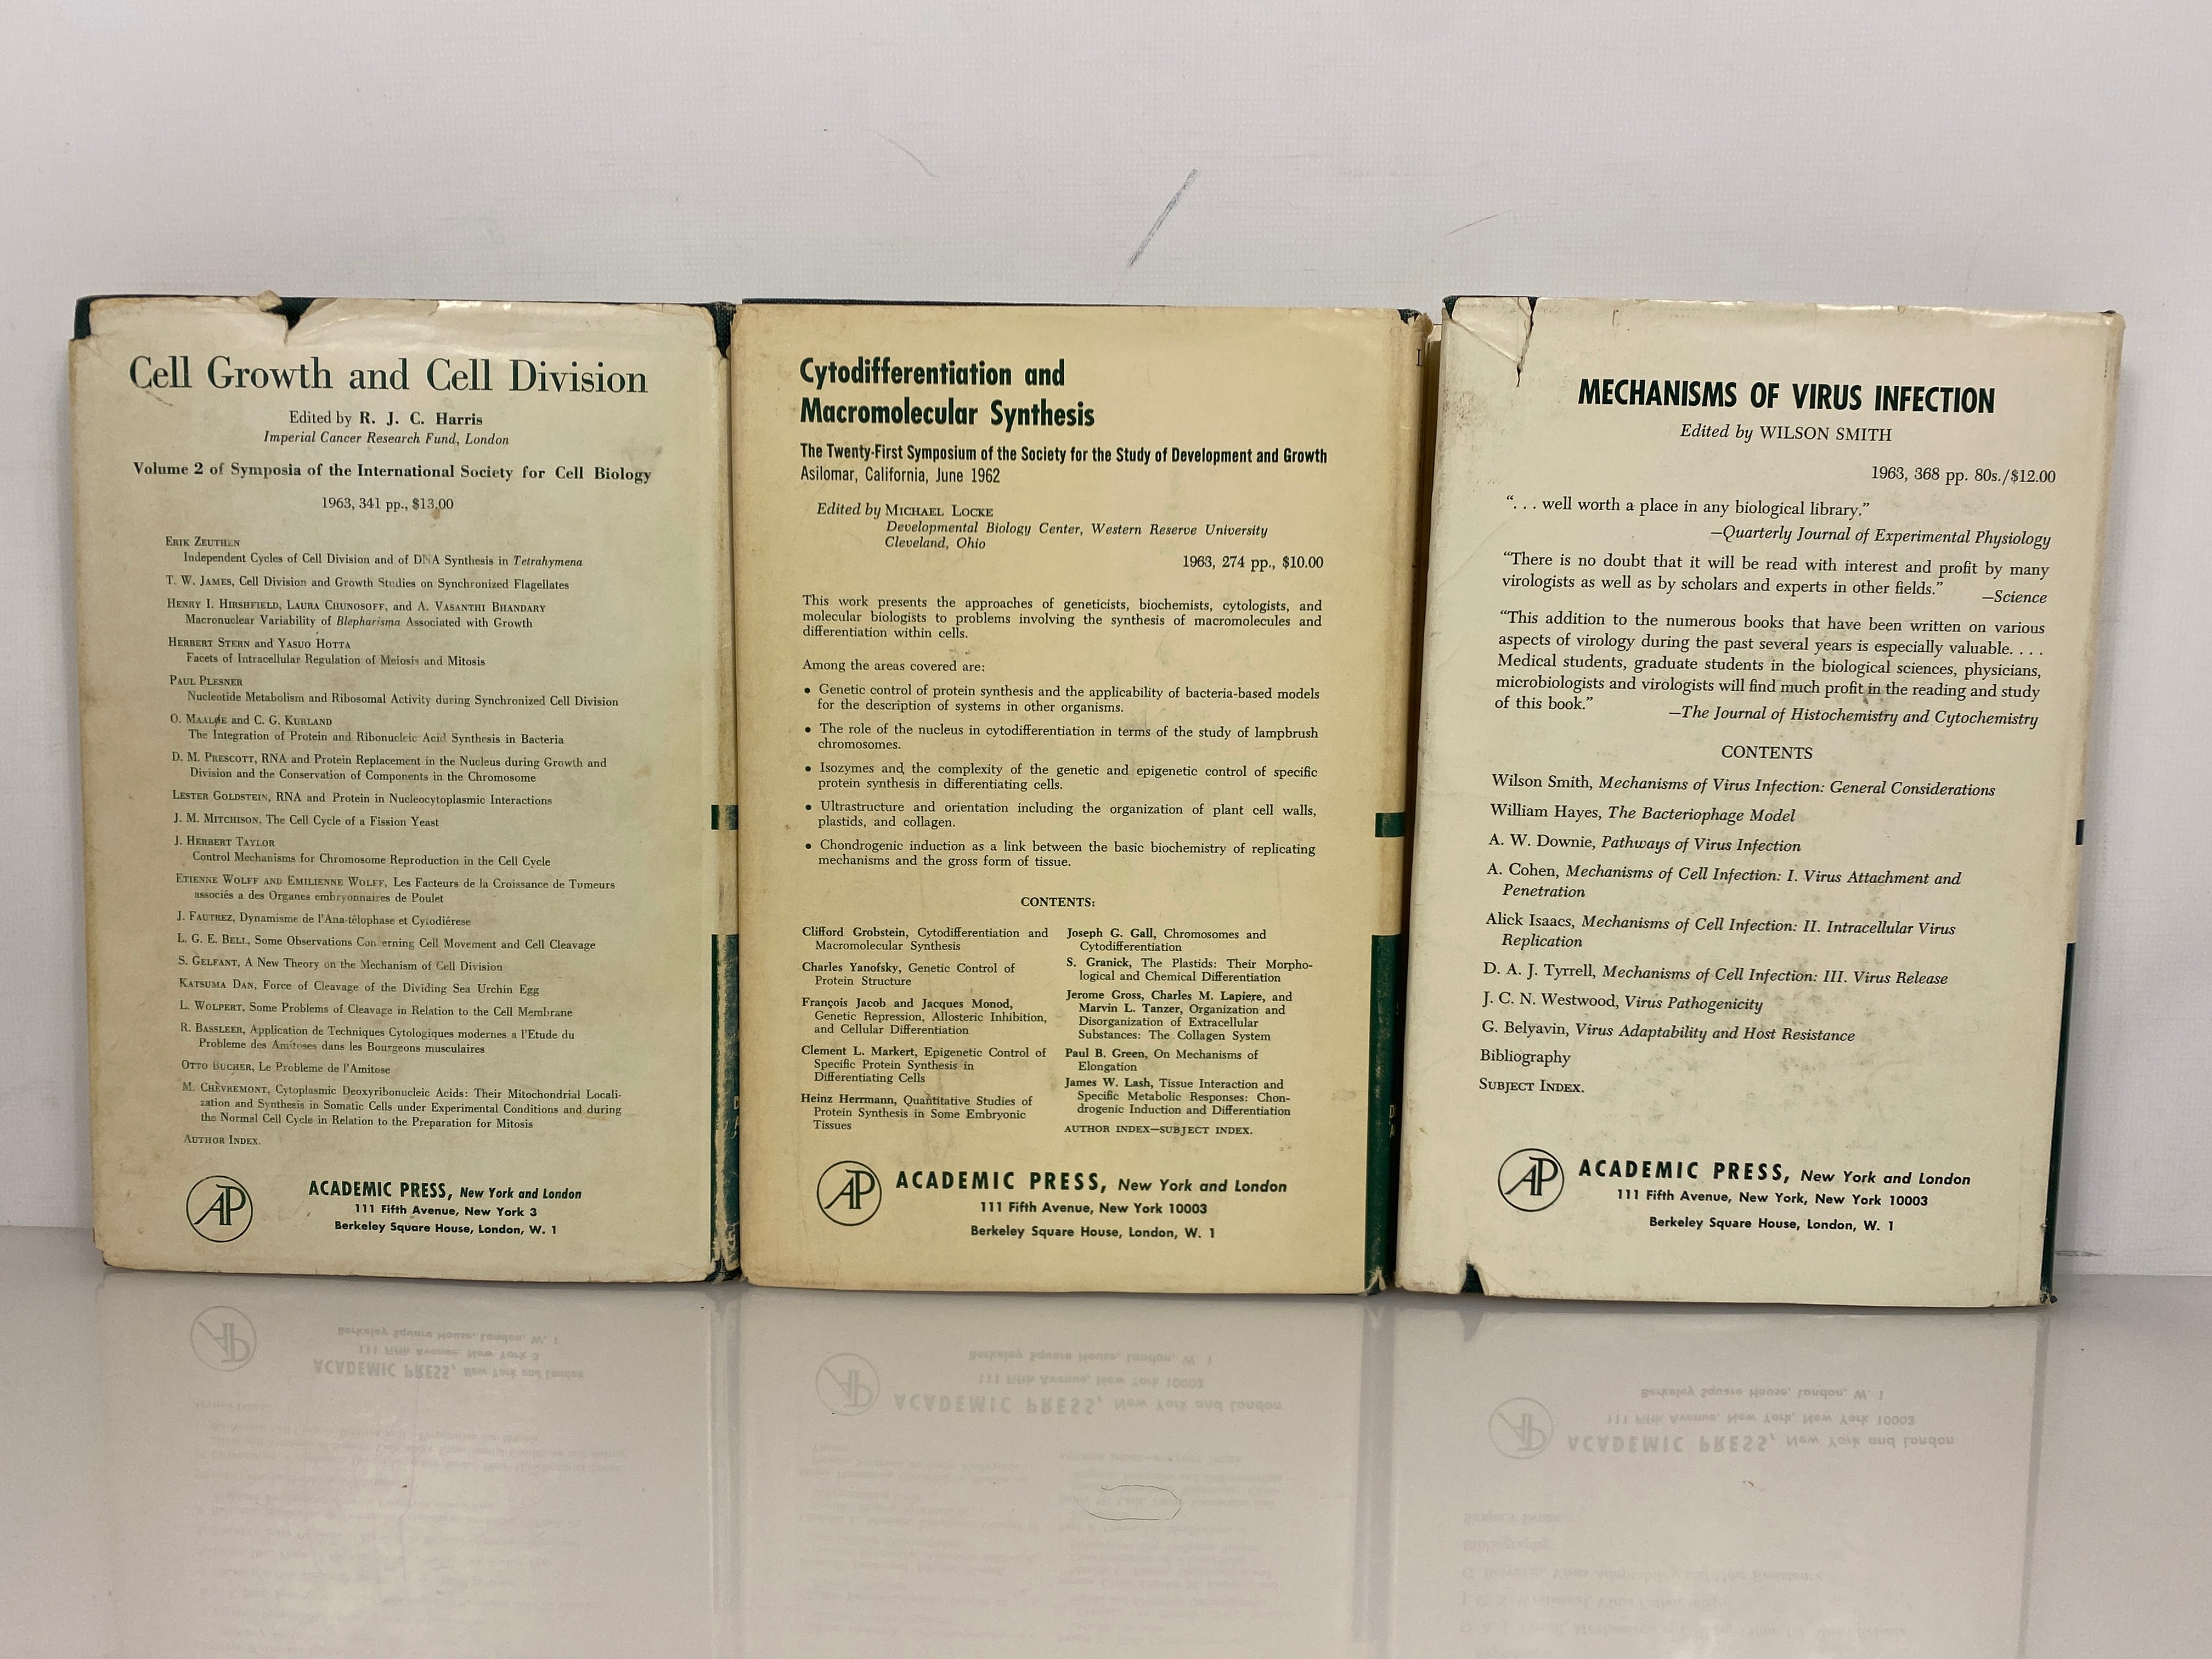 Cell Growth and Cell Division
Edited by R. J. C. Harris
Imperial Cancer Research Fund, London
Volume 2 of Symposia of the International Society for Cell Biology
1963, 341 pp., $13.00
ERIK ZEUTHEN
Independent Cycles of Cell Division and of DNA Synthesis in Tetrahymena
T. W. JAMES, Cell Division and Growth Studies on Synchronized Flagellates
HENRY I. HIRSHFIELD, LAURA CHUNOSOFF, and A. VASANTHI BHANDARY
Macronuclear Variability of Blepharisma Associated with Growth
HERBERT STERN and YASUO HOTTA
Facets of Intracellular Regulation of Meiosis and Mitosis
PAUL PLESNER
Nucleotide Metabolism and Ribosomal Activity during Synchronized Cell Division
O. MAALØE and C. G. KURLAND
The Integration of Protein and Ribonucleic Acid Synthesis in Bacteria
D. M. PRESCOTT, RNA and Protein Replacement in the Nucleus during Growth and
Division and the Conservation of Components in the Chromosome
LESTER GOLDSTEIN, RNA and Protein in Nucleocytoplasmic Interactions
J. M. MITCHISON, The Cell Cycle of a Fission Yeast
J. HERBERT TAYLOR
Control Mechanisms for Chromosome Reproduction in the Cell Cycle
ETIENNE WOLFF AND EMILIENNE WOLFF, Les Facteurs de la Croissance de Tumeurs
associés a des Organes embryonnaires de Poulet
J. FAUTREZ, Dynamisme de l'Ana-télophase et Cytodiérese
L. G. E. BELL, Some Observations Concerning Cell Movement and Cell Cleavage
S. GELFANT, A New Theory on the Mechanism of Cell Division
KATSUMA DAN, Force of Cleavage of the Dividing Sea Urchin Egg
L. WOLPERT, Some Problems of Cleavage in Relation to the Cell Membrane
R. BASSLEER, Application de Techniques Cytologiques modernes a l'Etude du
Probleme des Amitoses dans les Bourgeons musculaires
OTTO BUCHER, Le Probleme de l'Amitose
M. CHÈVREMONT, Cytoplasmic Deoxyribonucleic Acids: Their Mitochondrial Locali-
zation and Synthesis in Somatic Cells under Experimental Conditions and during
the Normal Cell Cycle in Relation to the Preparation for Mitosis
AUTHOR INDEX.
AP
ACADEMIC PRESS, New York and London
111 Fifth Avenue, New York 3
Berkeley Square House, London, W. 1
Cytodifferentiation and
Macromolecular Synthesis
The Twenty-First Symposium of the Society for the Study of Development and Growth
Asilomar, California, June 1962
Edited by MICHAEL LOCKE
Developmental Biology Center, Western Reserve University
Cleveland, Ohio
1963, 274 pp., $10.00
This work presents the approaches of geneticists, biochemists, cytologists, and
molecular biologists to problems involving the synthesis of macromolecules and
differentiation within cells.
Among the areas covered are:
• Genetic control of protein synthesis and the applicability of bacteria-based models
for the description of systems in other organisms.
• The role of the nucleus in cytodifferentiation in terms of the study of lampbrush
chromosomes.
• Isozymes and the complexity of the genetic and epigenetic control of specific
protein synthesis in differentiating cells.
• Ultrastructure and orientation including the organization of plant cell walls,
plastids, and collagen.
• Chondrogenic induction as a link between the basic biochemistry of replicating
mechanisms and the gross form of tissue.
CONTENTS:
Clifford Grobstein, Cytodifferentiation and
Macromolecular Synthesis
Charles Yanofsky, Genetic Control of
Protein Structure
François Jacob and Jacques Monod,
Genetic Repression, Allosteric Inhibition,
and Cellular Differentiation
Clement L. Markert, Epigenetic Control of
Specific Protein Synthesis in
Differentiating Cells
Heinz Herrmann, Quantitative Studies of
Protein Synthesis in Some Embryonic
Tissues
Joseph G. Gall, Chromosomes and
Cytodifferentiation
S. Granick, The Plastids: Their Morpho-
logical and Chemical Differentiation
Jerome Gross, Charles M. Lapiere, and
Marvin L. Tanzer, Organization and
Disorganization of Extracellular
Substances: The Collagen System
Paul B. Green, On Mechanisms of
Elongation
James W. Lash, Tissue Interaction and
Specific Metabolic Responses: Chon-
drogenic Induction and Differentiation
AUTHOR INDEX—SUBJECT INDEX.
AP
ACADEMIC PRESS, New York and London
111 Fifth Avenue, New York 10003
Berkeley Square House, London, W. 1
MECHANISMS OF VIRUS INFECTION
Edited by WILSON SMITH
1963, 368 pp. 80s./$12.00
". . . well worth a place in any biological library."
—Quarterly Journal of Experimental Physiology
"There is no doubt that it will be read with interest and profit by many
virologists as well as by scholars and experts in other fields."
—Science
"This addition to the numerous books that have been written on various
aspects of virology during the past several years is especially valuable. . . .
Medical students, graduate students in the biological sciences, physicians,
microbiologists and virologists will find much profit in the reading and study
of this book."
—The Journal of Histochemistry and Cytochemistry
CONTENTS
Wilson Smith, Mechanisms of Virus Infection: General Considerations
William Hayes, The Bacteriophage Model
A. W. Downie, Pathways of Virus Infection
A. Cohen, Mechanisms of Cell Infection: I. Virus Attachment and
Penetration
Alick Isaacs, Mechanisms of Cell Infection: II. Intracellular Virus
Replication
D. A. J. Tyrrell, Mechanisms of Cell Infection: III. Virus Release
J. C. N. Westwood, Virus Pathogenicity
G. Belyavin, Virus Adaptability and Host Resistance
Bibliography
SUBJECT INDEX.
AP
ACADEMIC PRESS, New York and London
111 Fifth Avenue, New York, New York 10003
Berkeley Square House, London, W. 1